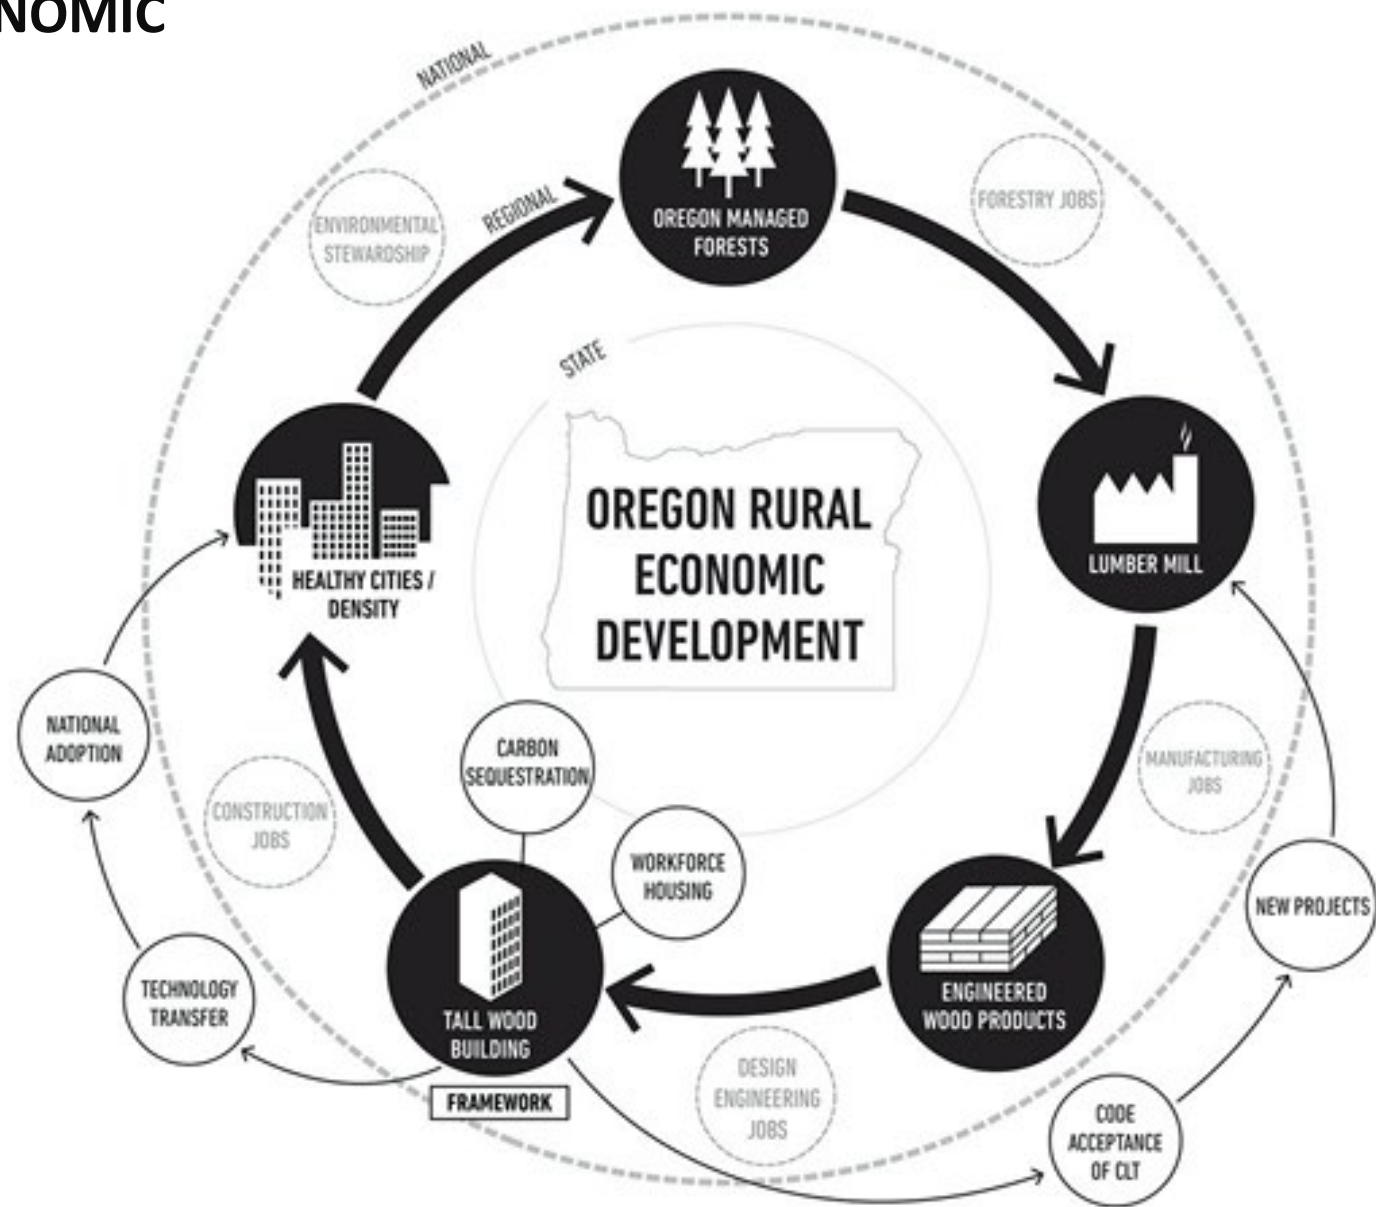 NOMIC
NATIONAL
REGIONAL
STATE
OREGON MANAGED
FORESTS
FORESTRY JOBS
ENVIRONMENTAL
STEWARDSHIP
LUMBER MILL
OREGON RURAL
ECONOMIC
DEVELOPMENT
HEALTHY CITIES /
DENSITY
NATIONAL
ADOPTION
CARBON
SEQUESTRATION
MANUFACTURING
JOBS
CONSTRUCTION
JOBS
WORKFORCE
HOUSING
NEW PROJECTS
TECHNOLOGY
TRANSFER
TALL WOOD
BUILDING
FRAMEWORK
ENGINEERED
WOOD PRODUCTS
DESIGN
ENGINEERING
JOBS
CODE
ACCEPTANCE
OF CLT